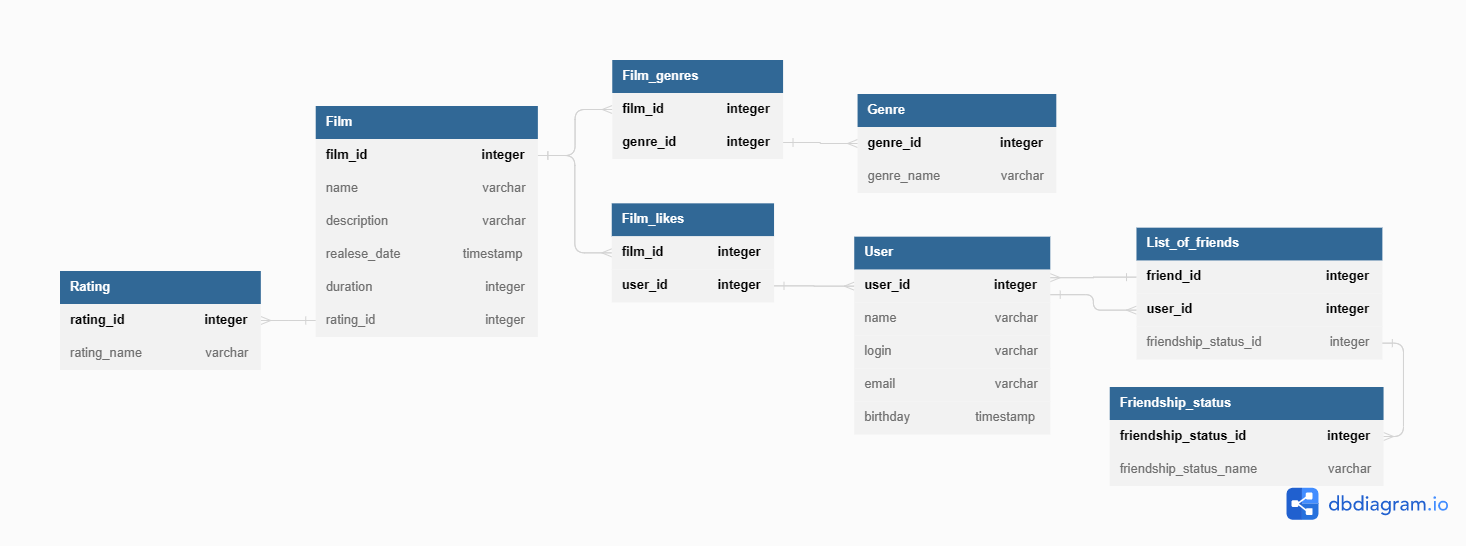 Rating
rating_id integer
rating_name varchar
Film
film_id integer
name varchar
description varchar
realese_date timestamp
duration integer
rating_id integer
Film_genres
film_id integer
genre_id integer
Film_likes
film_id integer
user_id integer
Genre
genre_id integer
genre_name varchar
User
user_id integer
name varchar
login varchar
email varchar
birthday timestamp
List_of_friends
friend_id integer
user_id integer
friendship_status_id integer
Friendship_status
friendship_status_id integer
friendship_status_name varchar
dbdiagram.io